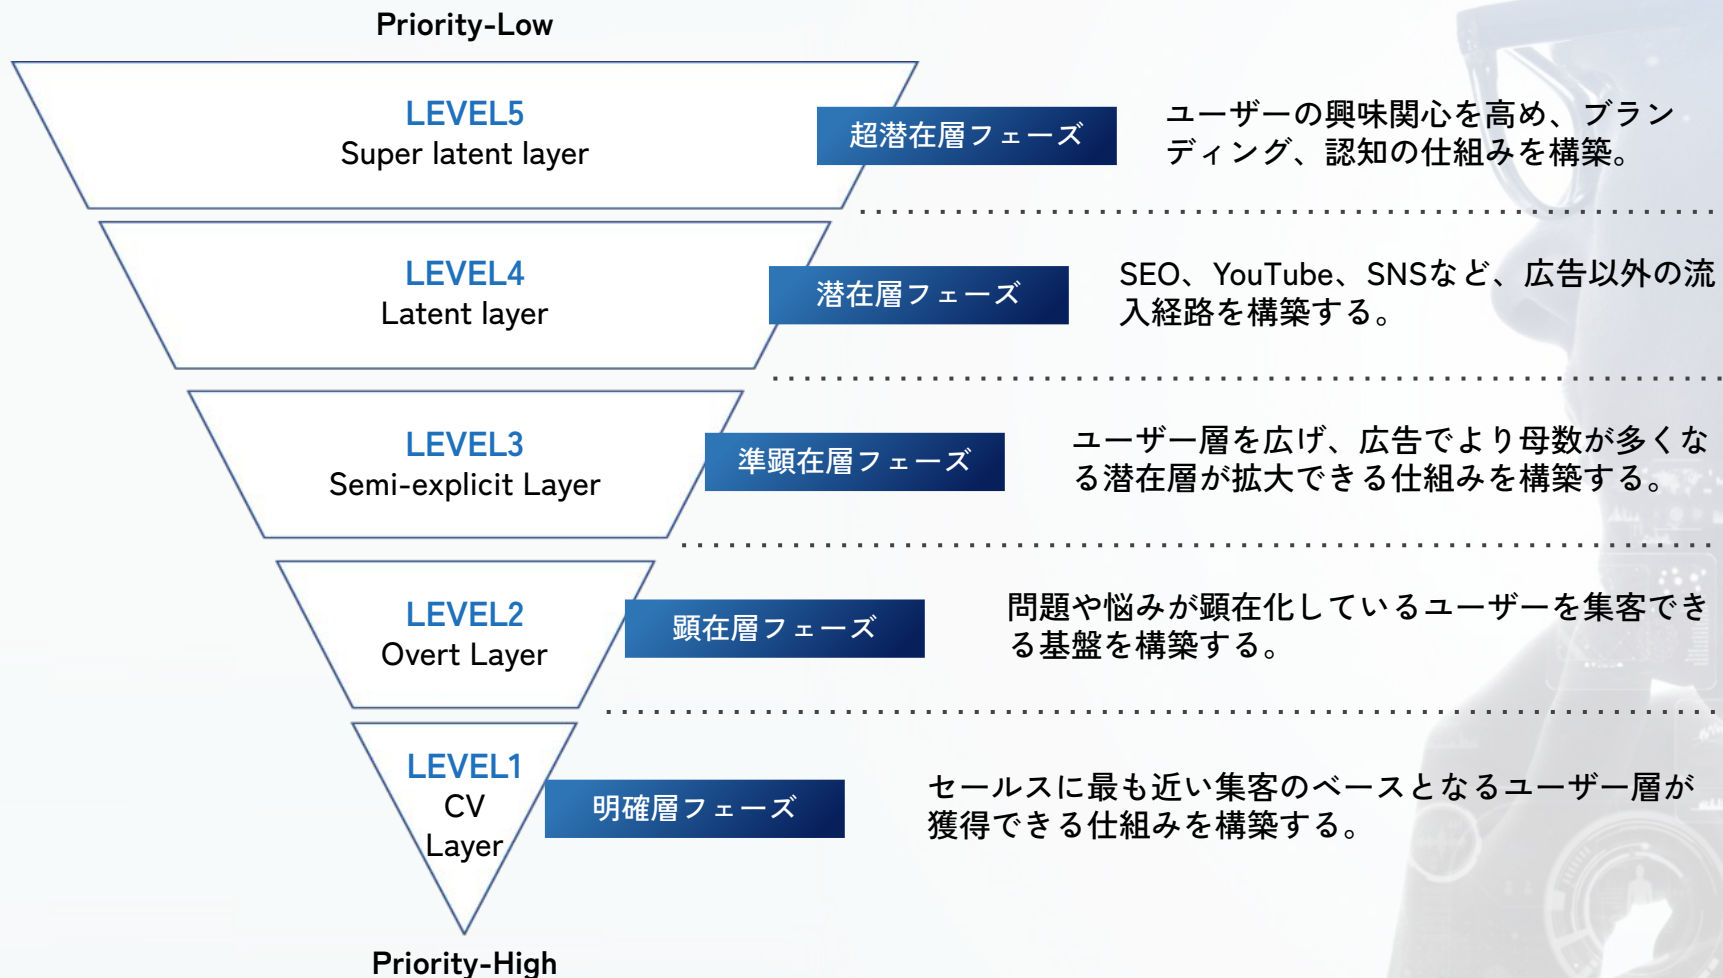 Priority-Low
LEVEL5
Super latent layer
超潜在層フェーズ
ユーザーの興味関心を高め、ブラン
ディング、認知の仕組みを構築。
LEVEL4
Latent layer
潜在層フェーズ
SEO、YouTube、SNSなど、広告以外の流
入経路を構築する。
LEVEL3
Semi-explicit Layer
準顕在層フェーズ
ユーザー層を広げ、広告でより母数が多くな
る潜在層が拡大できる仕組みを構築する。
LEVEL2
Overt Layer
顕在層フェーズ
問題や悩みが顕在化しているユーザーを集客でき
る基盤を構築する。
LEVEL1
CV
Layer
明確層フェーズ
セールスに最も近い集客のベースとなるユーザー層が
獲得できる仕組みを構築する。
Priority-High